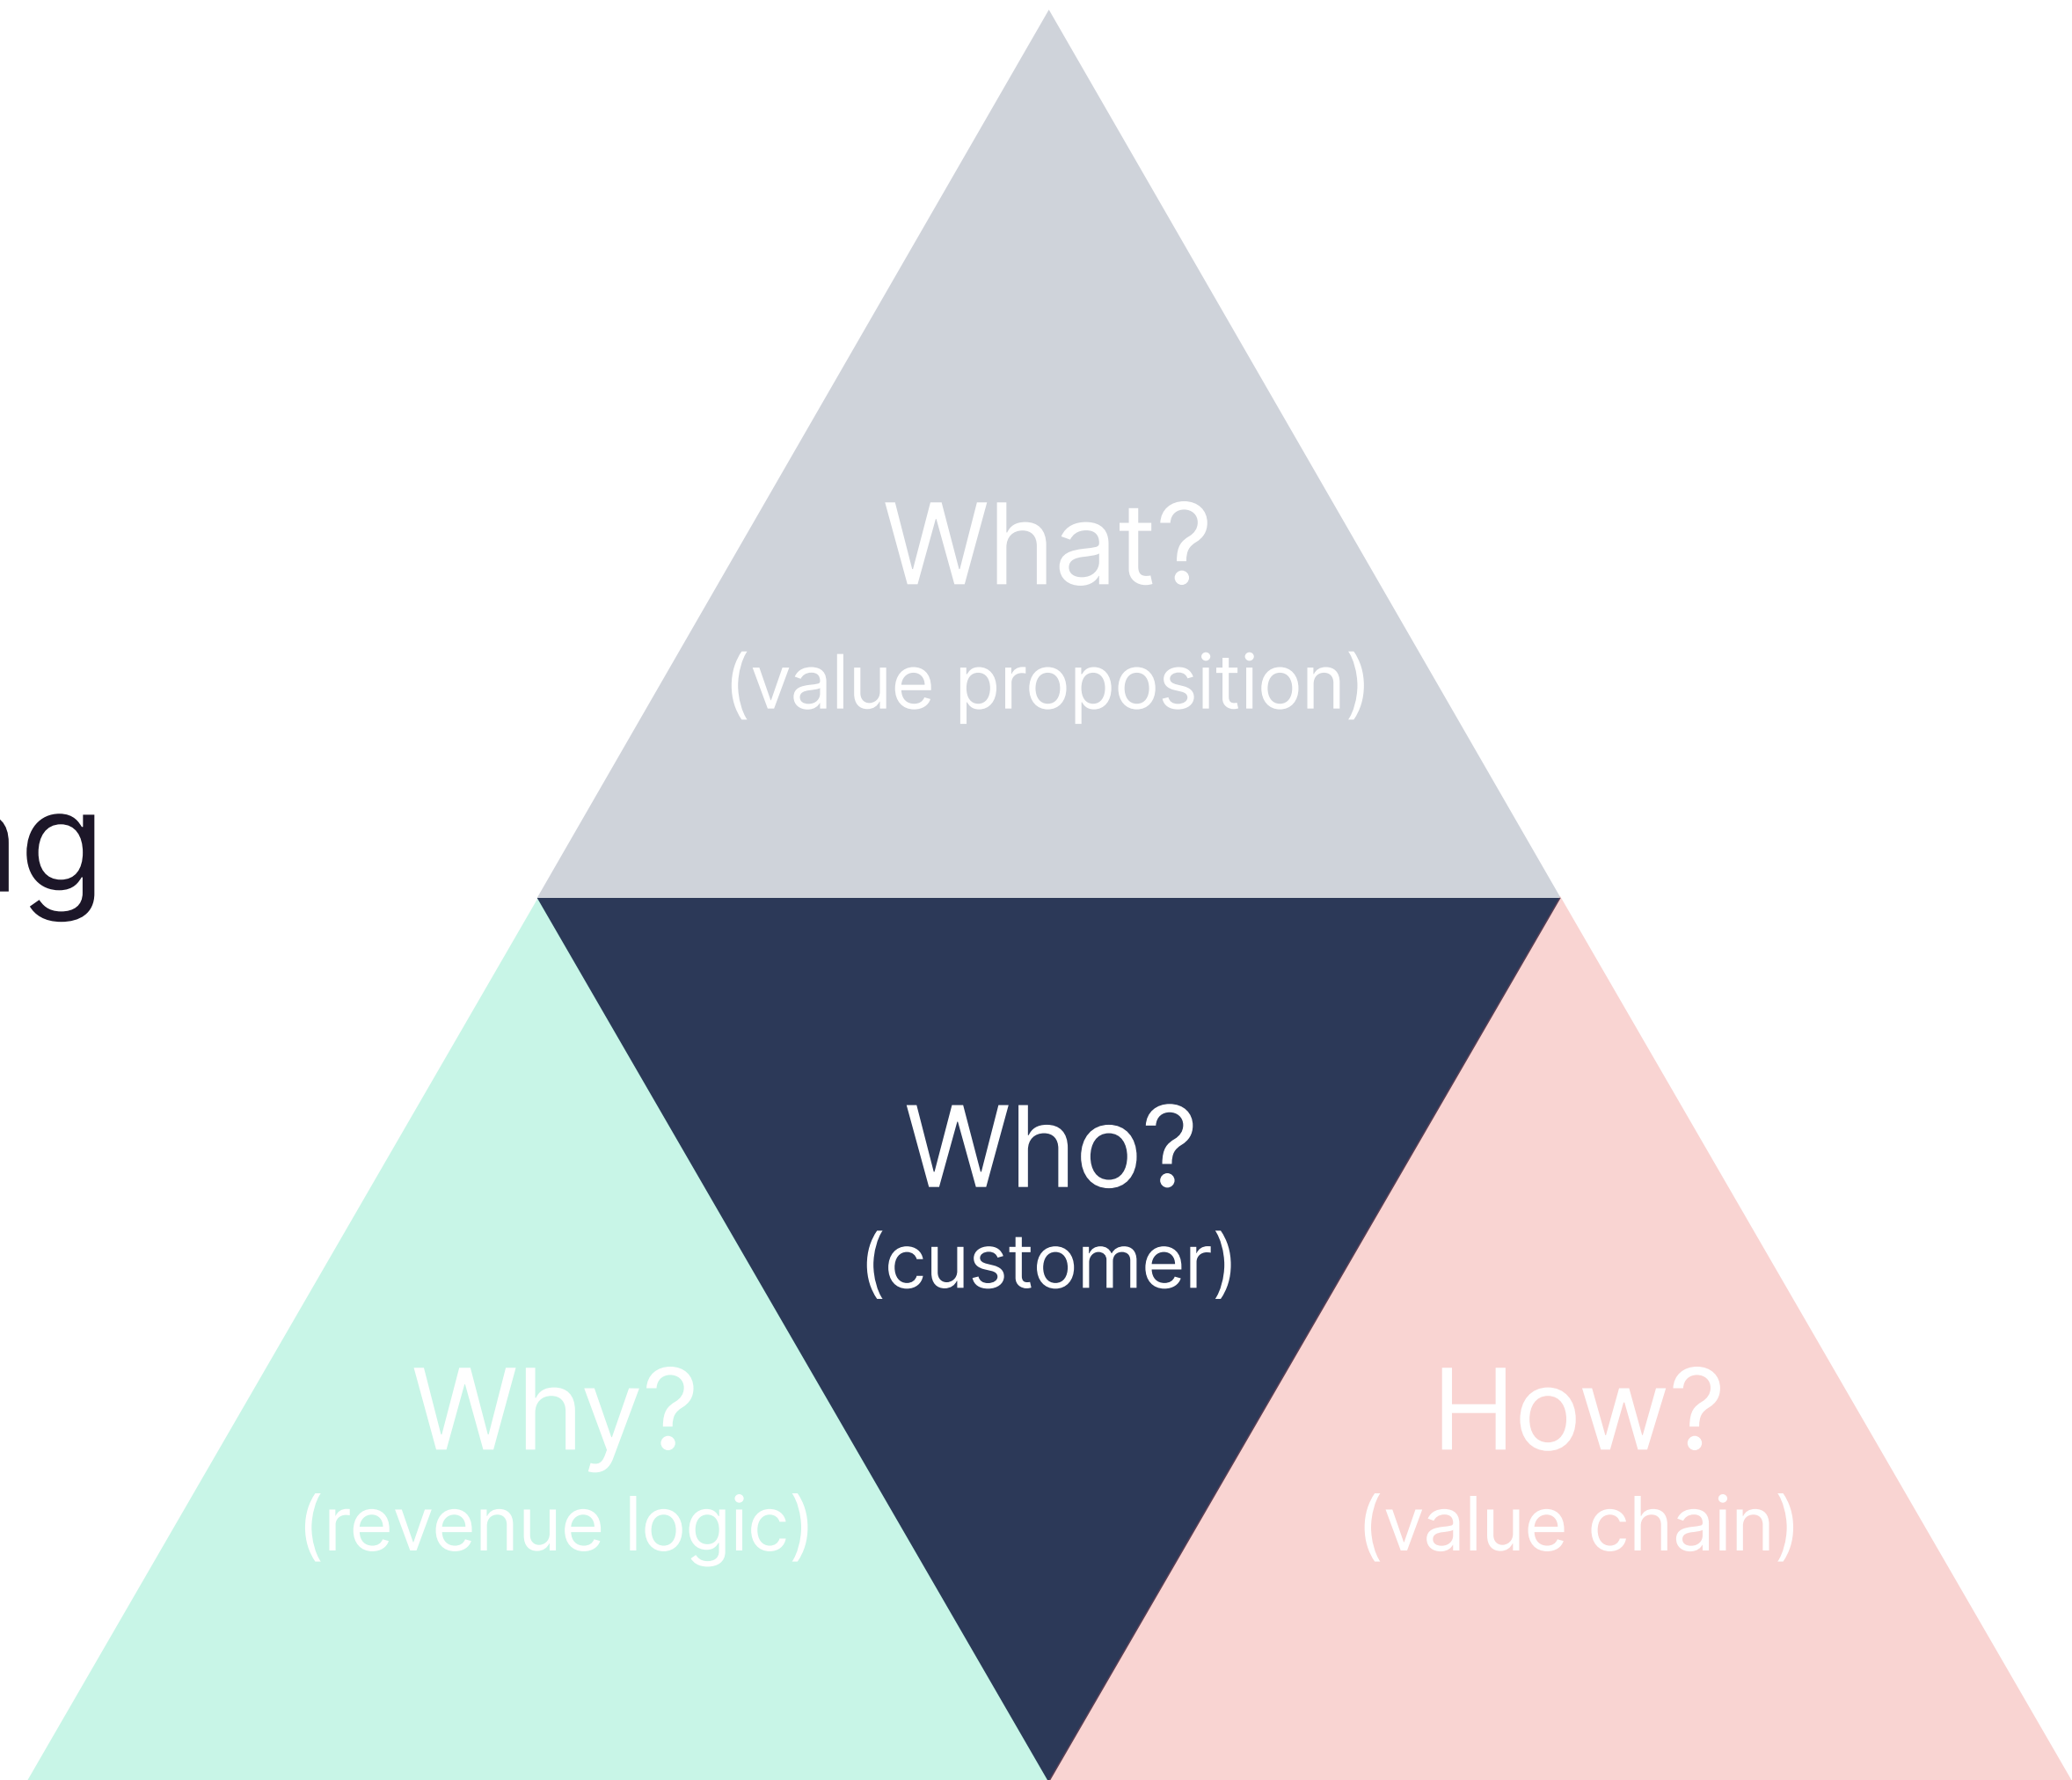 What?
(value proposition)
Who?
(customer)
Why?
(revenue logic)
How?
(value chain)